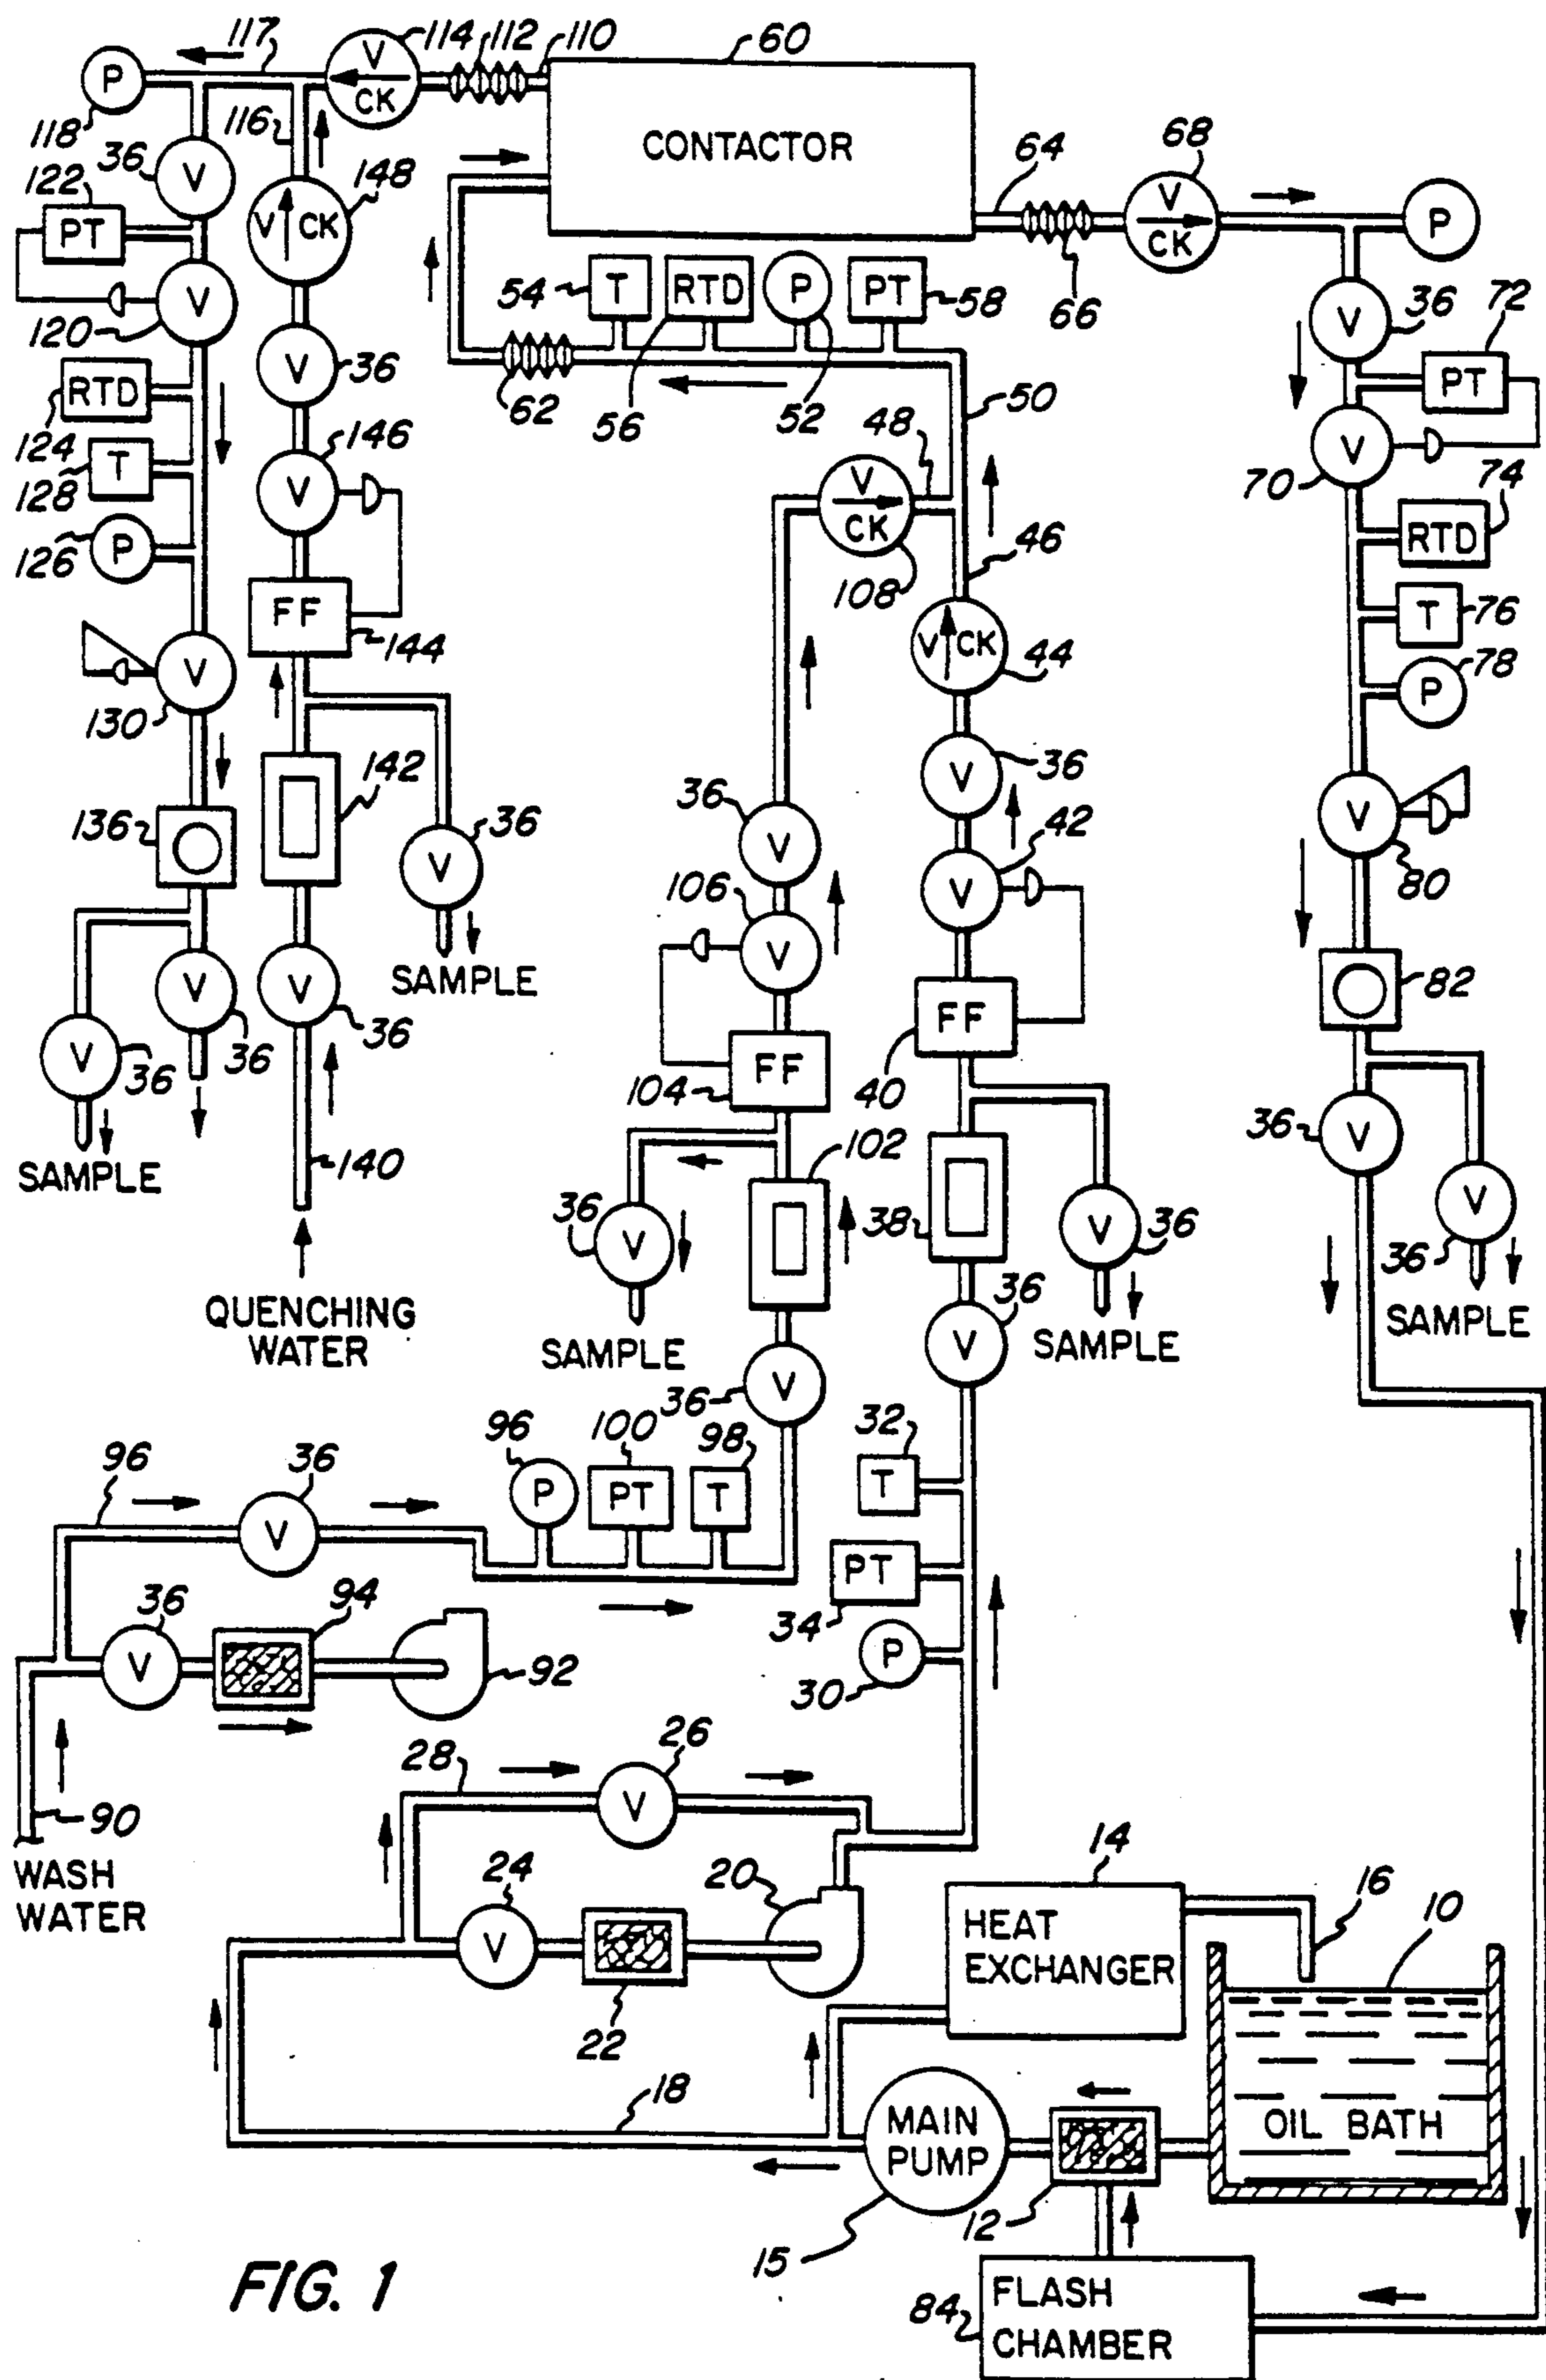 117
114
112
110
60
V
CK
P
118
116
CONTACTOR
64
68
V
CK
P
36
V
148
122
PT
V
CK
54
T
RTD
P
PT
58
66
V
36
72
PT
120
V
V
36
62
56
52
50
48
RTD
124
146
V
V
CK
46
70
V
74
RTD
T
128
P
126
108
FF
144
V
CK
44
T
76
P
78
V
130
142
36
V
36
V
36
V
80
136
V
106
V
42
V
36
V
36
SAMPLE
V
36
FF
104
FF
40
82
V
36
SAMPLE
140
102
36
V
36
V
38
V
36
V
36
SAMPLE
QUENCHING
WATER
SAMPLE
36
V
36
V
SAMPLE
96
36
V
96
P
100
PT
98
T
32
T
36
V
94
92
PT
34
P
30
90
WASH
WATER
28
26
V
24
V
22
20
14
HEAT
EXCHANGER
16
10
18
MAIN
PUMP
15
12
OIL BATH
FIG. 1
84
FLASH
CHAMBER